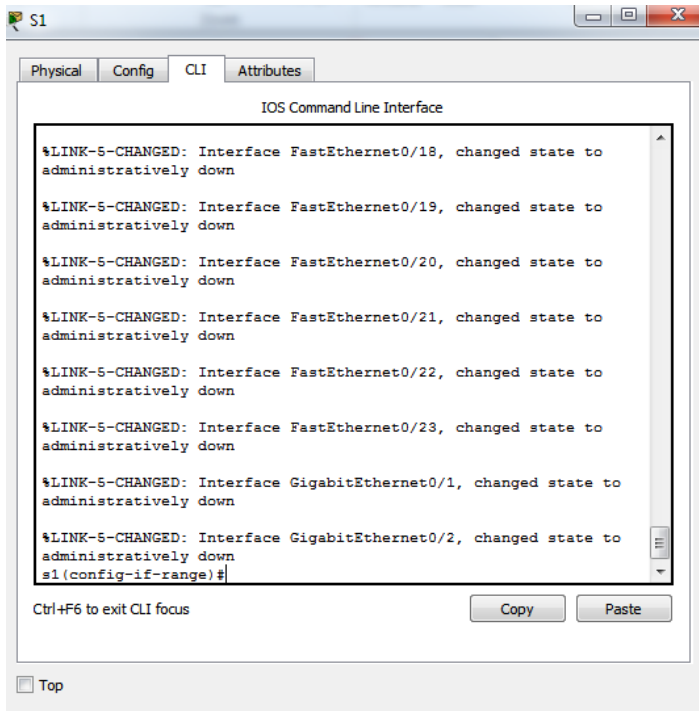 S1
Physical Config CLI Attributes
IOS Command Line Interface
%LINK-5-CHANGED: Interface FastEthernet0/18, changed state to
administratively down
%LINK-5-CHANGED: Interface FastEthernet0/19, changed state to
administratively down
%LINK-5-CHANGED: Interface FastEthernet0/20, changed state to
administratively down
%LINK-5-CHANGED: Interface FastEthernet0/21, changed state to
administratively down
%LINK-5-CHANGED: Interface FastEthernet0/22, changed state to
administratively down
%LINK-5-CHANGED: Interface FastEthernet0/23, changed state to
administratively down
%LINK-5-CHANGED: Interface GigabitEthernet0/1, changed state to
administratively down
%LINK-5-CHANGED: Interface GigabitEthernet0/2, changed state to
administratively down
s1(config-if-range)#
Ctrl+F6 to exit CLI focus Copy Paste
Top